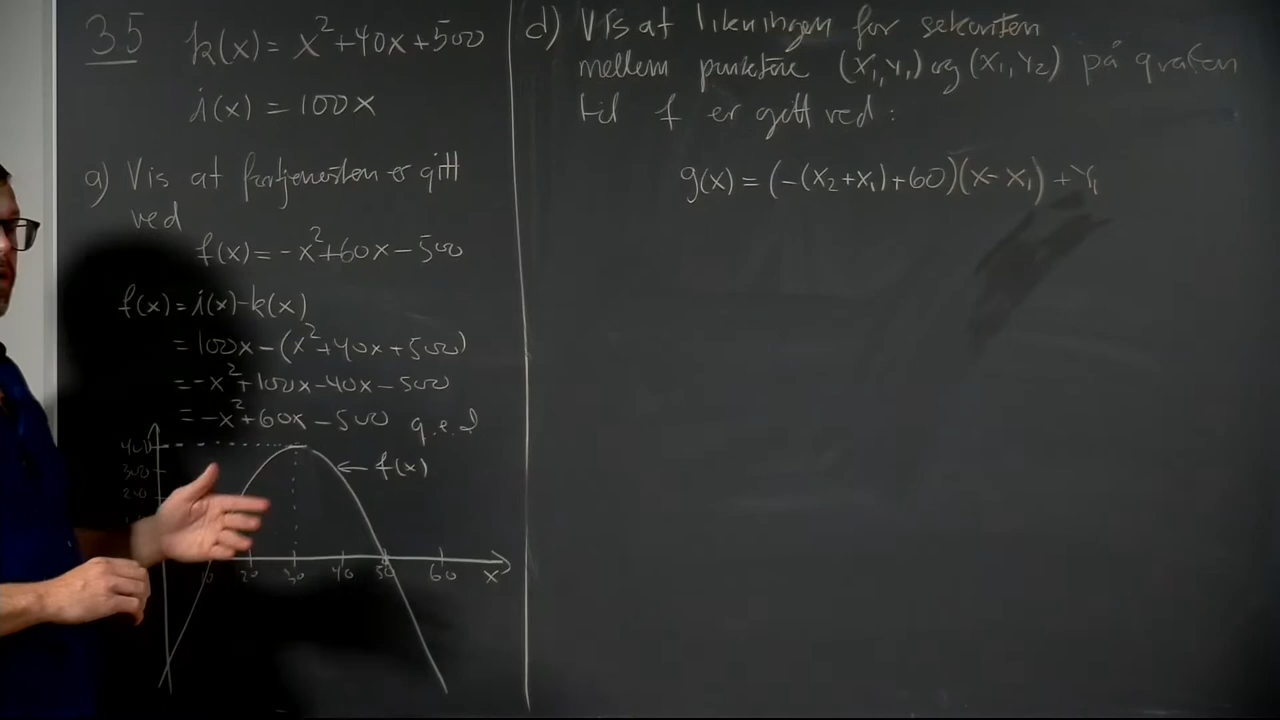 35 k(x) = x²+40x+500
i(x) = 100x
a) Vis at fortjenesten er gitt
ved
f(x) = -x²+60x-500
f(x) = i(x)-k(x)
= 100x-(x²+40x+500)
= -x²+100x-40x-500
= -x²+60x-500 q.e.d
400
300
200
← f(x)
10 20 30 40 50 60 x
d) Vis at likningen for sekanten
mellem punktene (x₁,y₁) og (x₁,y₂) på grafen
til f er gitt ved:
g(x) = (-(x₂+x₁)+60)(x-x₁)+y₁